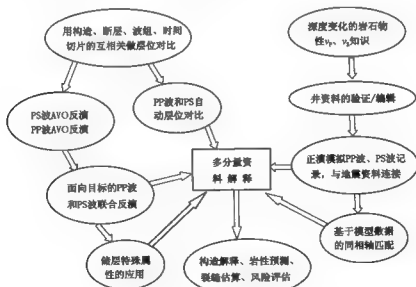 用构造、断层、波组、时间
切片的互相关做层位对比
深度变化的岩石物
性vP、vS知识
PS波AVO反演
PP波AVO反演
PP波和PS自
动层位对比
井资料的验证/编辑
多分量资
料解释
正演模拟PP波、PS波记
录,与地震资料连接
面向目标的PP波
和PS波联合反演
储层特殊属
性的应用
构造解释、岩性预测、
裂缝估算、风险评估
基于模型数据的
同相轴匹配